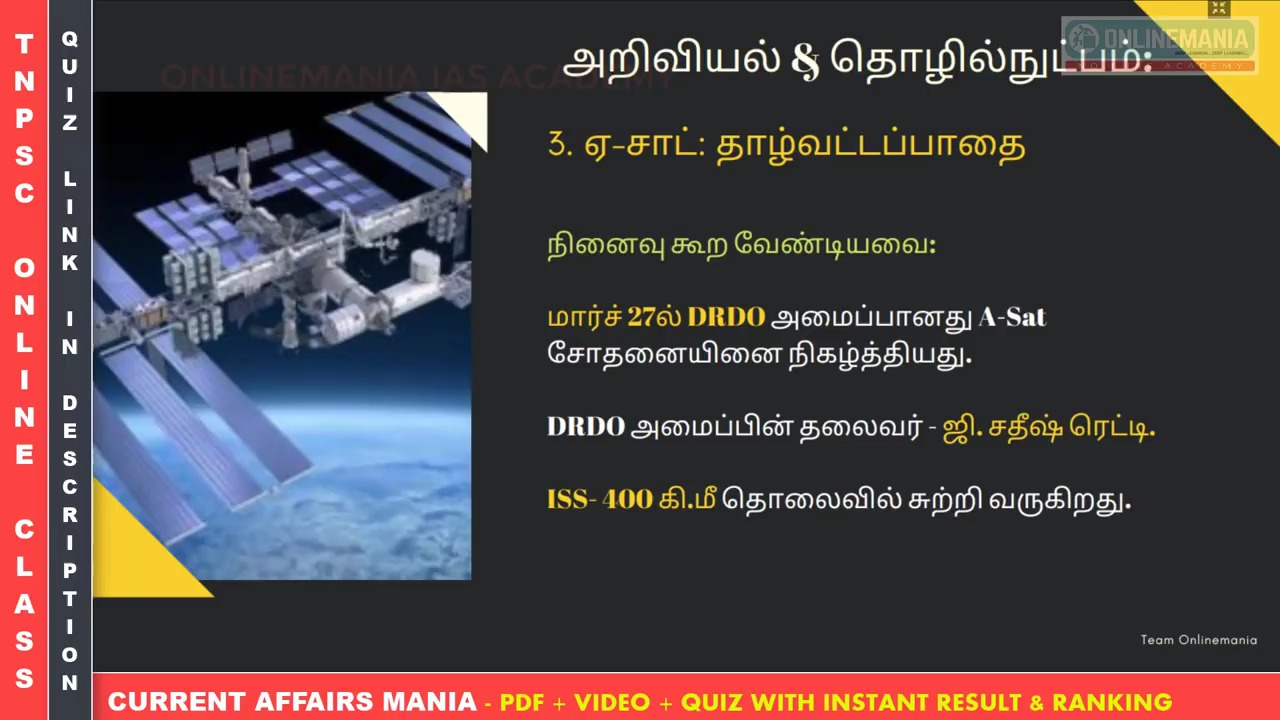 TNPSC ONLINE CLASS
QUIZ LINK IN DESCRIPTION
ONLINEMANIA IAS ACADEMY
ONLINEMANIA
அறிவியல் & தொழில்நுட்பம்:
3. ஏ-சாட்: தாழ்வட்டப்பாதை
நினைவு கூற வேண்டியவை:
மார்ச் 27ல் DRDO அமைப்பானது A-Sat
சோதனையினை நிகழ்த்தியது.
DRDO அமைப்பின் தலைவர் - ஜி. சதீஷ் ரெட்டி.
ISS- 400 கி.மீ தொலைவில் சுற்றி வருகிறது.
Team Onlinemania
CURRENT AFFAIRS MANIA - PDF + VIDEO + QUIZ WITH INSTANT RESULT & RANKING